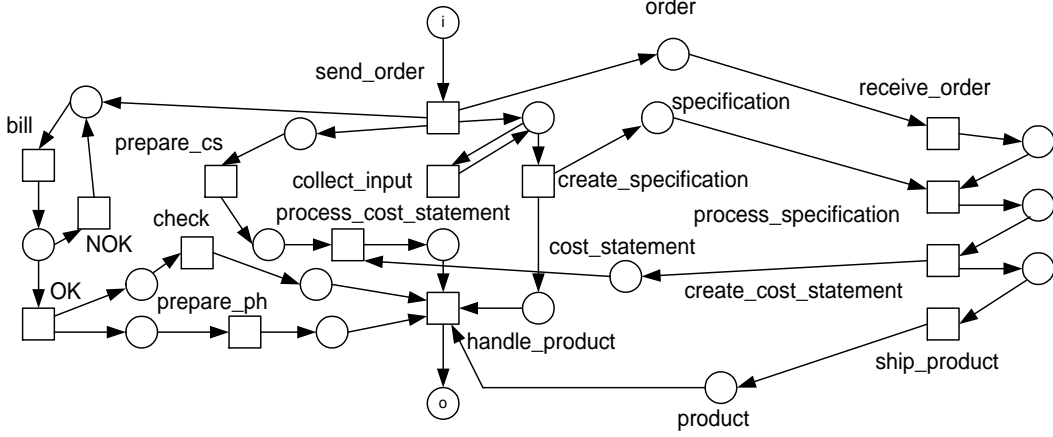 order
i
send_order
receive_order
specification
bill
prepare_cs
collect_input
create_specification
process_cost_statement
process_specification
check
NOK
cost_statement
OK
create_cost_statement
prepare_ph
handle_product
ship_product
o
product